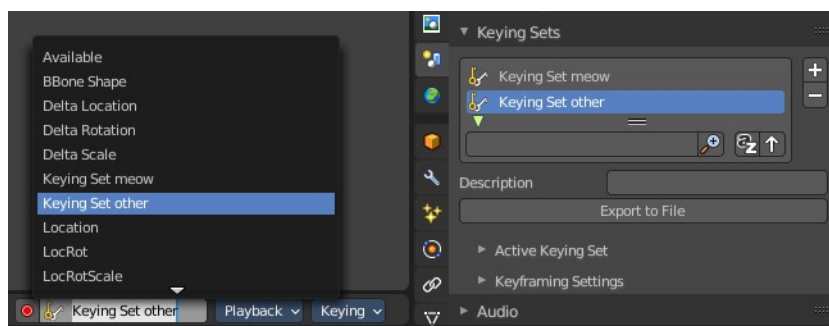 Available
BBone Shape
Delta Location
Delta Rotation
Delta Scale
Keying Set meow
Keying Set other
Location
LocRot
LocRotScale
Keying Set other
Playback
Keying
Keying Sets
Keying Set meow
Keying Set other
Description
Export to File
Active Keying Set
Keyframing Settings
Audio